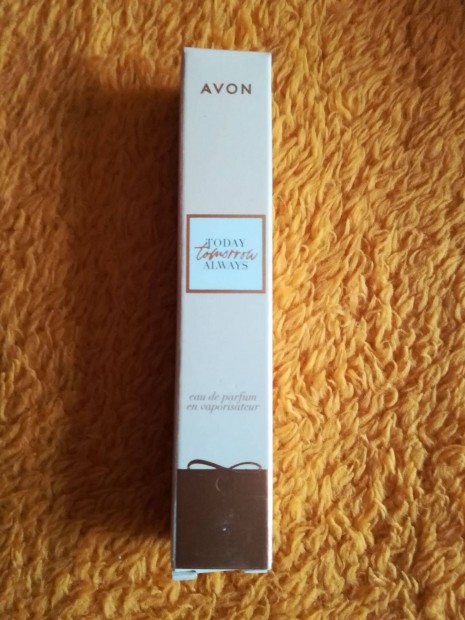 AVON
TODAY
tomorrow
ALWAYS
eau de parfum
en vaporisateur